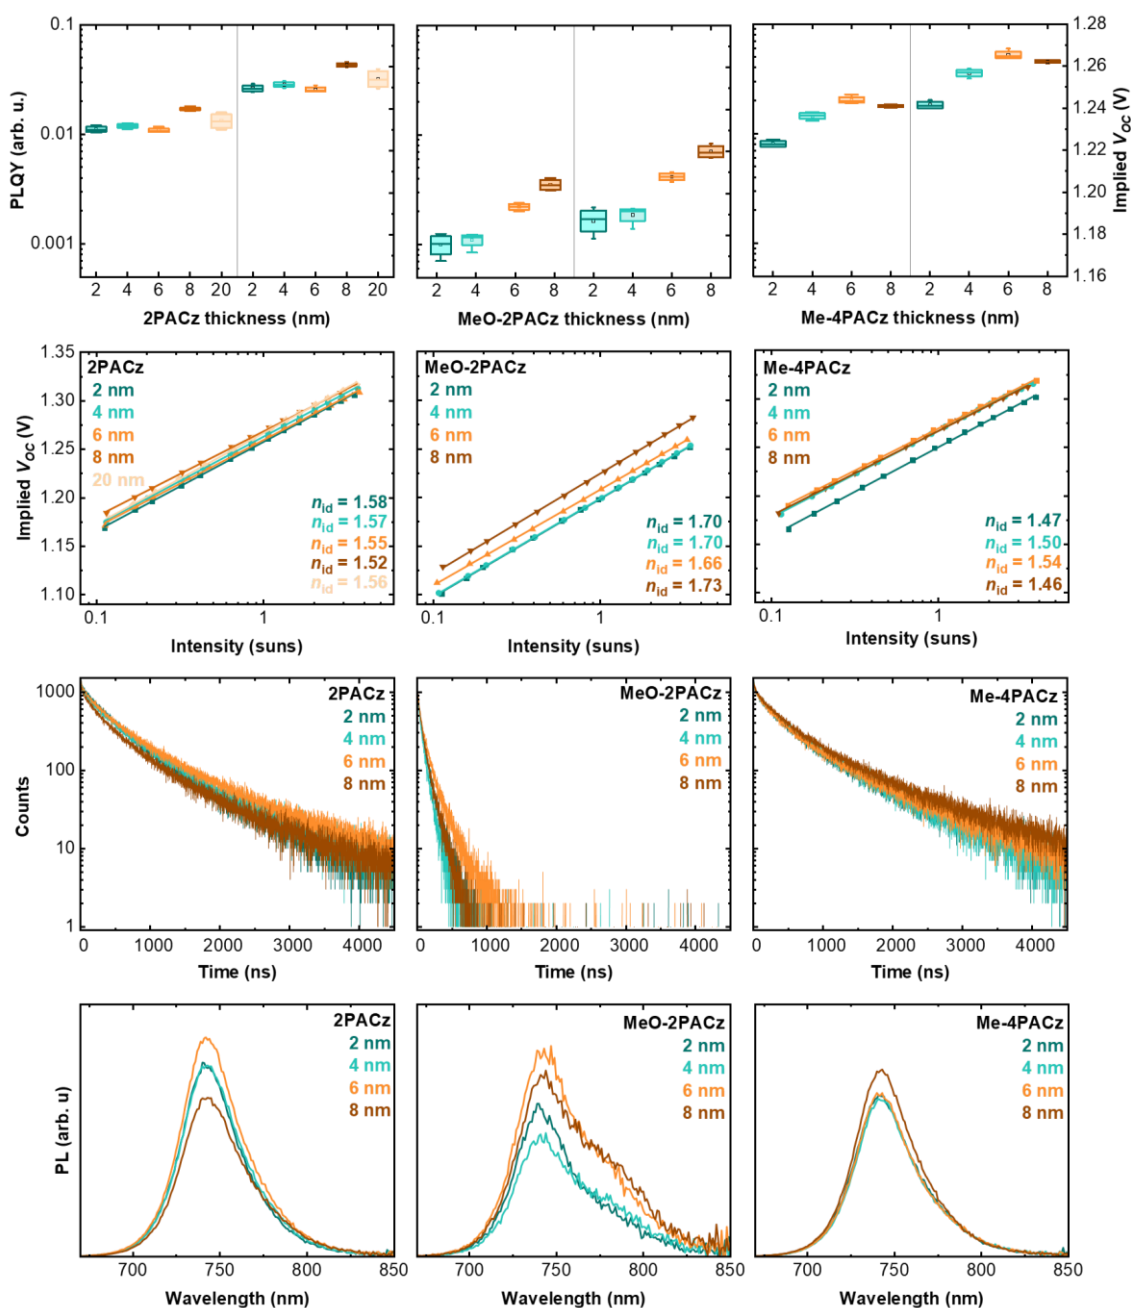 PLQY (arb. u.)
0.1
0.01
0.001
2 4 6 8 20 2 4 6 8 20
2PACz thickness (nm)
2 4 6 8 2 4 6 8
MeO-2PACz thickness (nm)
2 4 6 8 2 4 6 8
Me-4PACz thickness (nm)
1.28
1.26
1.24
1.22
1.20
1.18
1.16
Implied VOC (V)
Implied VOC (V)
1.35
1.30
1.25
1.20
1.15
1.10
2PACz
2 nm
4 nm
6 nm
8 nm
20 nm
nid = 1.58
nid = 1.57
nid = 1.55
nid = 1.52
nid = 1.56
0.1 1
Intensity (suns)
MeO-2PACz
2 nm
4 nm
6 nm
8 nm
nid = 1.70
nid = 1.70
nid = 1.66
nid = 1.73
0.1 1
Intensity (suns)
Me-4PACz
2 nm
4 nm
6 nm
8 nm
nid = 1.47
nid = 1.50
nid = 1.54
nid = 1.46
0.1 1
Intensity (suns)
Counts
1000
100
10
1
2PACz
2 nm
4 nm
6 nm
8 nm
0 1000 2000 3000 4000
Time (ns)
MeO-2PACz
2 nm
4 nm
6 nm
8 nm
0 1000 2000 3000 4000
Time (ns)
Me-4PACz
2 nm
4 nm
6 nm
8 nm
0 1000 2000 3000 4000
Time (ns)
PL (arb. u)
2PACz
2 nm
4 nm
6 nm
8 nm
700 750 800 850
Wavelength (nm)
MeO-2PACz
2 nm
4 nm
6 nm
8 nm
700 750 800 850
Wavelength (nm)
Me-4PACz
2 nm
4 nm
6 nm
8 nm
700 750 800 850
Wavelength (nm)